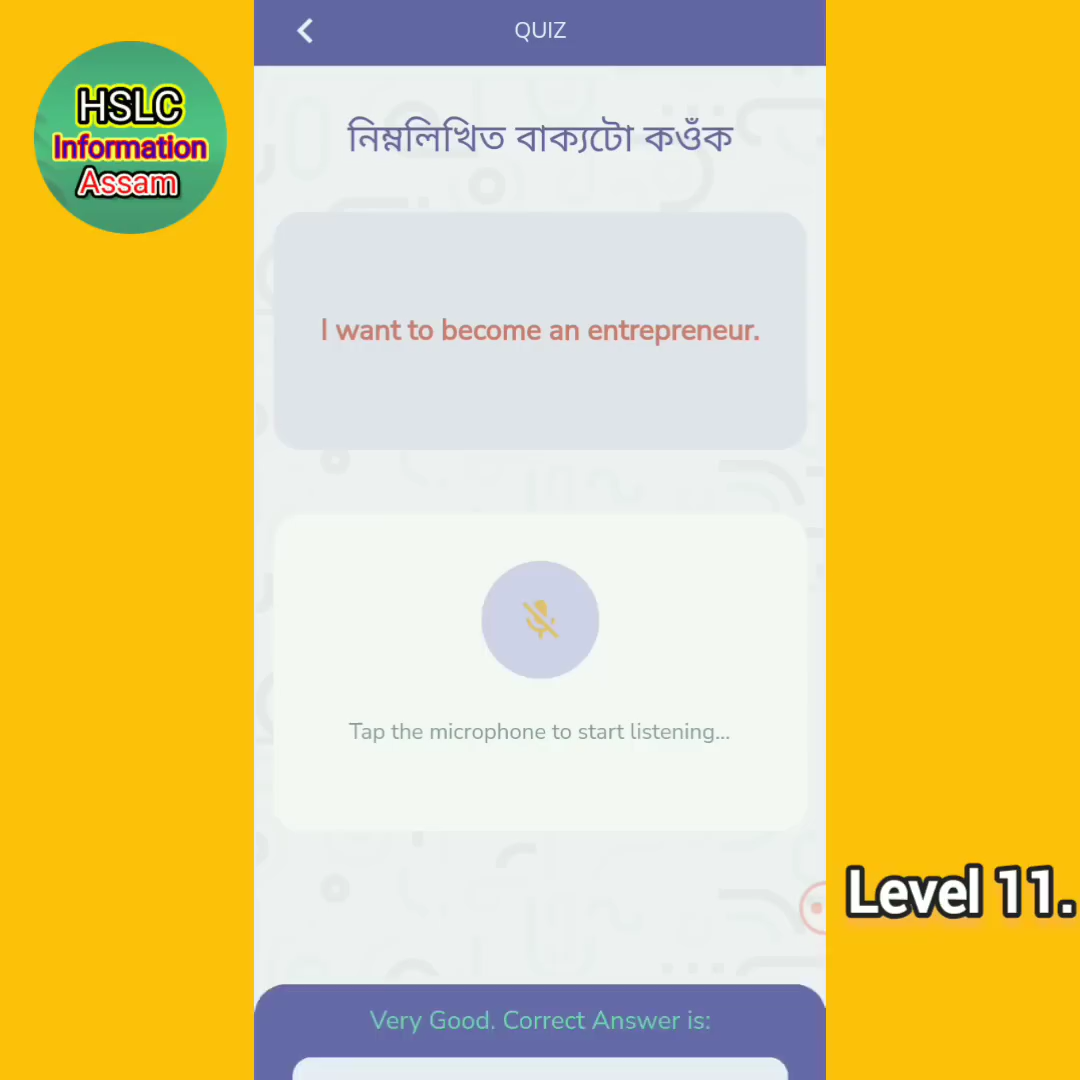 QUIZ
HSLC
Information
Assam
নিম্নলিখিত বাক্যটো কওঁক
I want to become an entrepreneur.
Tap the microphone to start listening...
Level 11.
Very Good. Correct Answer is: